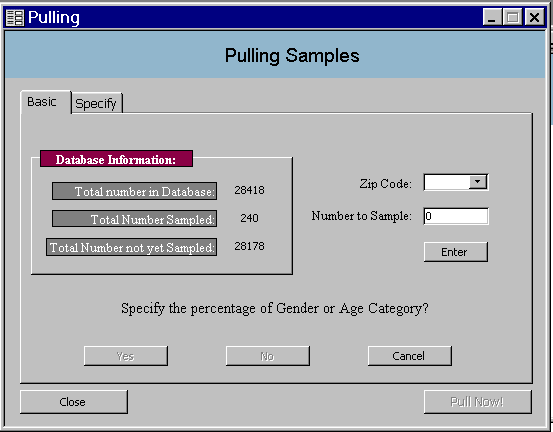 Pulling
Pulling Samples
Basic
Specify
Database Information:
Total number in Database: 28418
Total Number Sampled: 240
Total Number not yet Sampled: 28178
Zip Code:
Number to Sample: 0
Enter
Specify the percentage of Gender or Age Category?
Yes
No
Cancel
Close
Pull Now!